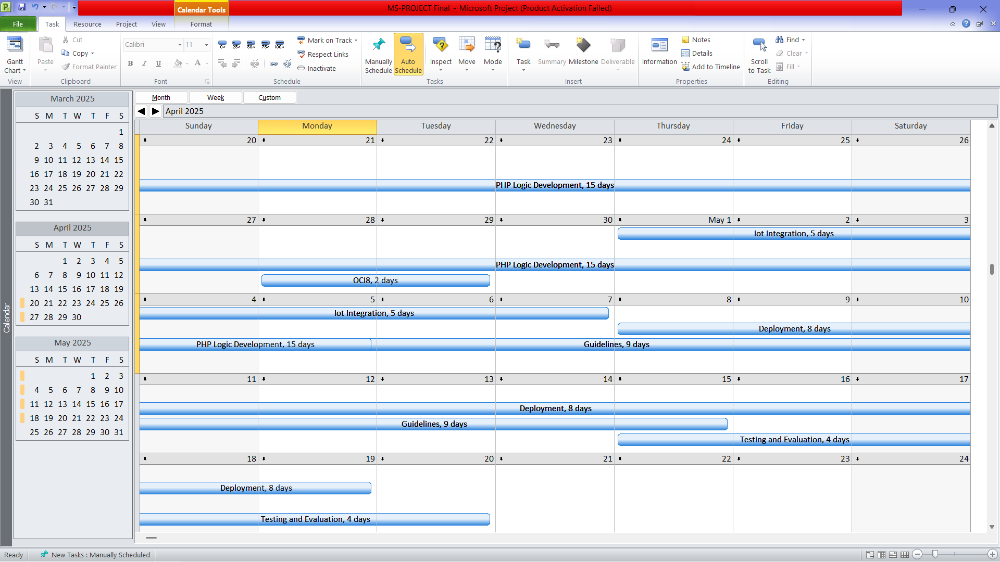 MS-PROJECT Final - Microsoft Project (Product Activation Failed)
Calendar Tools
File Task Resource Project View Format
Gantt Chart
View
Paste
Cut
Copy
Format Painter
Clipboard
Calibri 11
B I U A
Font
0% 25% 50% 75% 100%
Mark on Track
Respect Links
Inactivate
Schedule
Manually Schedule
Auto Schedule
Inspect Move Mode
Tasks
Task Summary Milestone Deliverable
Insert
Information
Notes
Details
Add to Timeline
Properties
Scroll to Task
Find
Clear
Fill
Editing
Calendar
March 2025
S M T W T F S
1
2 3 4 5 6 7 8
9 10 11 12 13 14 15
16 17 18 19 20 21 22
23 24 25 26 27 28 29
30 31
April 2025
S M T W T F S
1 2 3 4 5
6 7 8 9 10 11 12
13 14 15 16 17 18 19
20 21 22 23 24 25 26
27 28 29 30
May 2025
S M T W T F S
1 2 3
4 5 6 7 8 9 10
11 12 13 14 15 16 17
18 19 20 21 22 23 24
25 26 27 28 29 30 31
Month Week Custom
April 2025
Sunday Monday Tuesday Wednesday Thursday Friday Saturday
20 21 22 23 24 25 26
PHP Logic Development, 15 days
27 28 29 30 May 1 2 3
Iot Integration, 5 days
PHP Logic Development, 15 days
OCI8, 2 days
4 5 6 7 8 9 10
Iot Integration, 5 days
Deployment, 8 days
PHP Logic Development, 15 days Guidelines, 9 days
11 12 13 14 15 16 17
Deployment, 8 days
Guidelines, 9 days
Testing and Evaluation, 4 days
18 19 20 21 22 23 24
Deployment, 8 days
Testing and Evaluation, 4 days
Ready New Tasks : Manually Scheduled